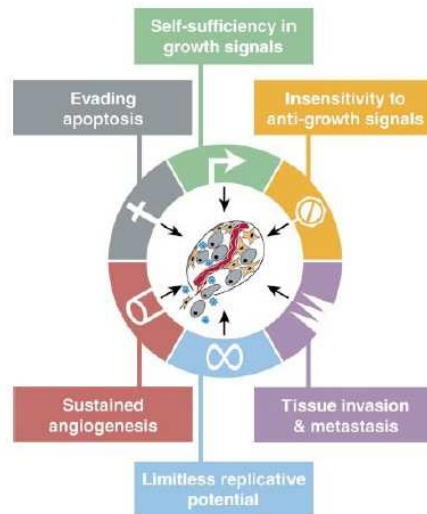 Self-sufficiency in
growth signals
Evading
apoptosis
Insensitivity to
anti-growth signals
Sustained
angiogenesis
Tissue invasion
& metastasis
Limitless replicative
potential